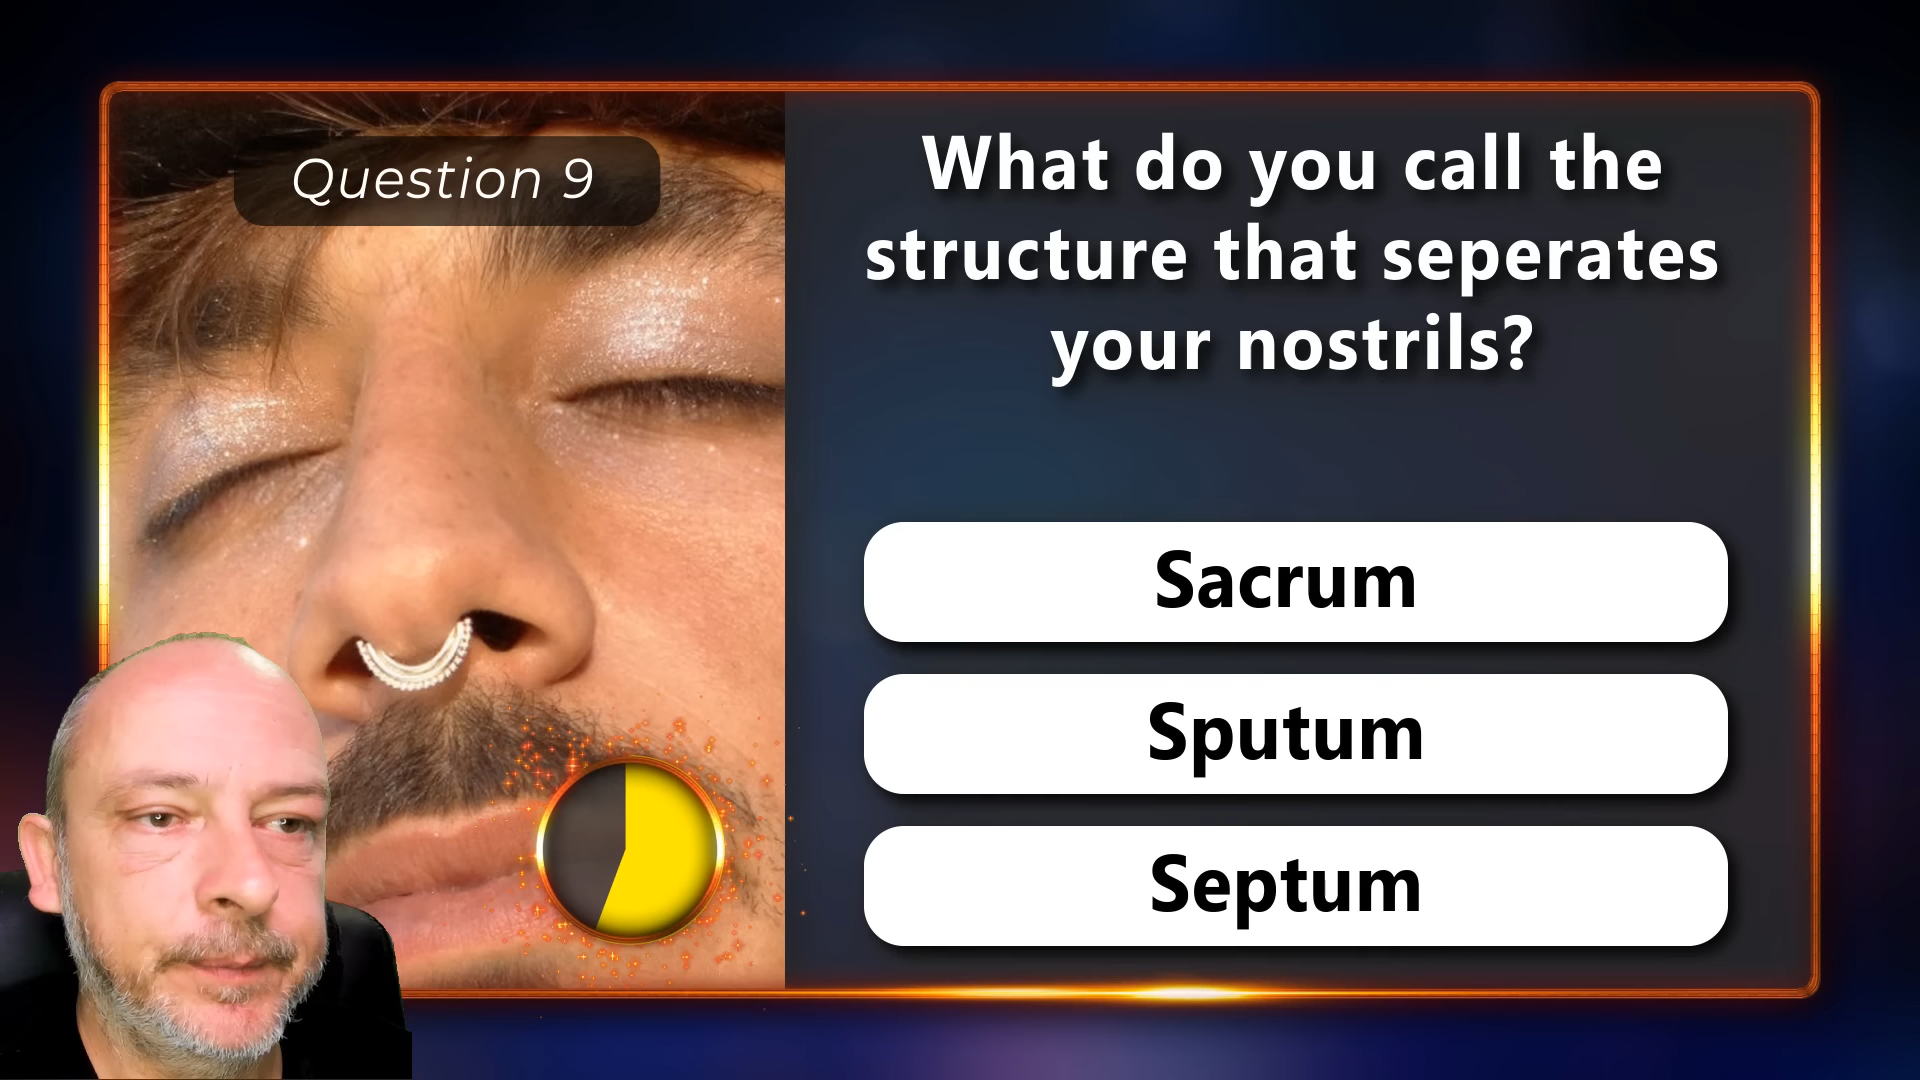 Question 9
What do you call the
structure that seperates
your nostrils?
Sacrum
Sputum
Septum